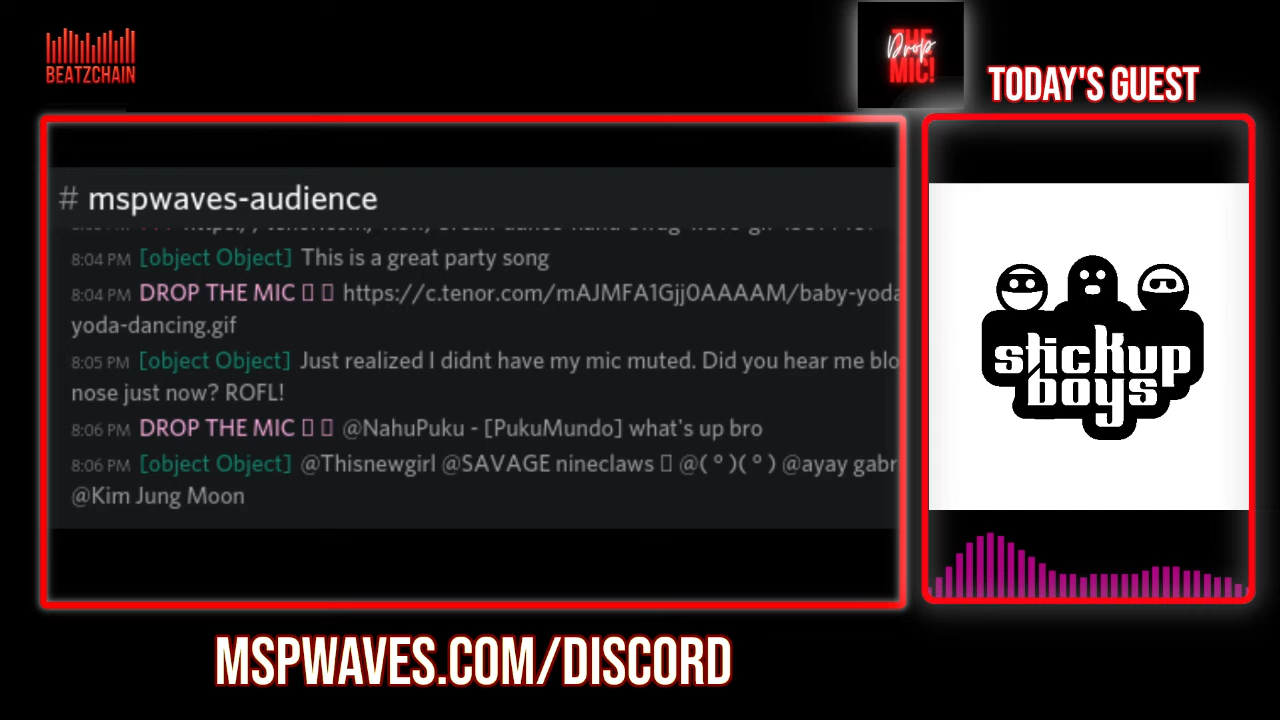 BEATZCHAIN
THE
Drop
MIC!
TODAY'S GUEST
# mspwaves-audience
8:04 PM [object Object] This is a great party song
8:04 PM DROP THE MIC https://c.tenor.com/mAJMFA1Gjj0AAAAM/baby-yoda
yoda-dancing.gif
8:05 PM [object Object] Just realized I didnt have my mic muted. Did you hear me blo
nose just now? ROFL!
8:06 PM DROP THE MIC @NahuPuku - [PukuMundo] what's up bro
8:06 PM [object Object] @Thisnewgirl @SAVAGE nineclaws @( ° )( ° ) @ayay gabr
@Kim Jung Moon
stickup
boys
MSPWAVES.COM/DISCORD